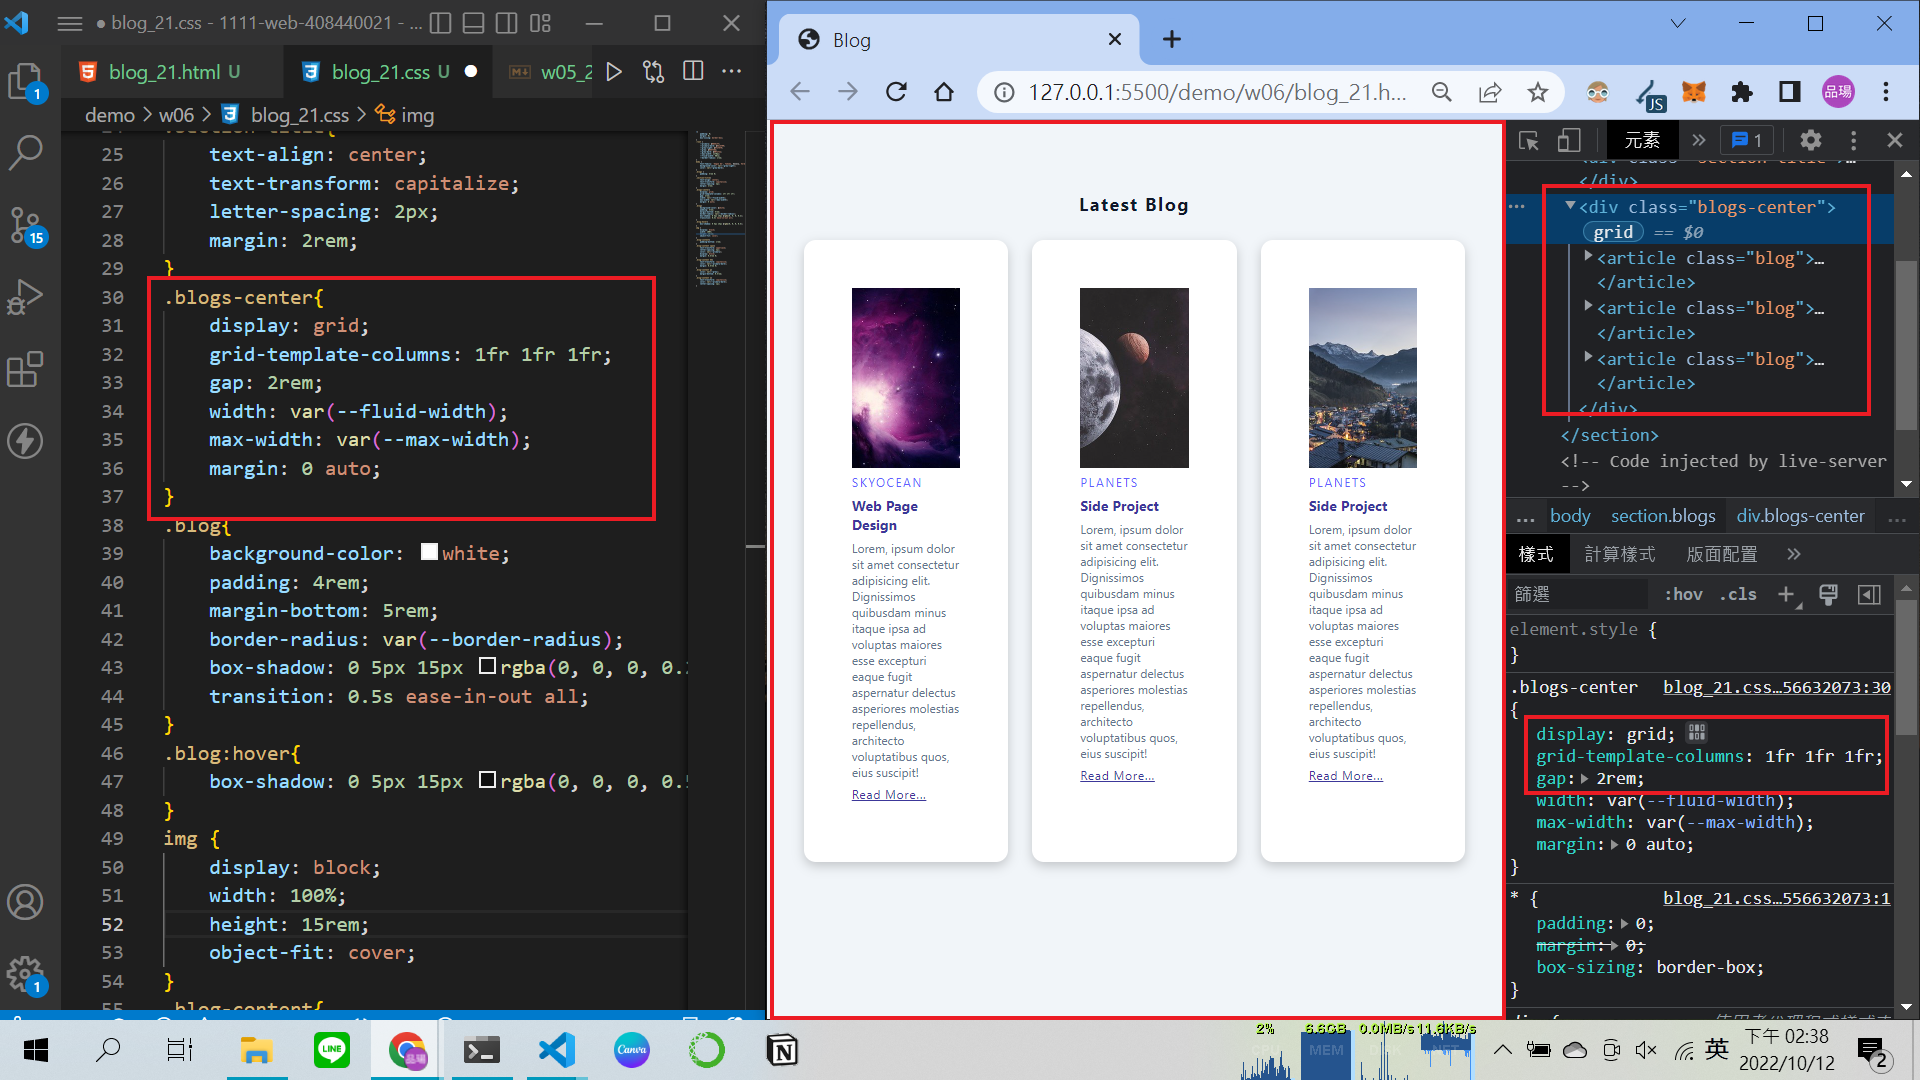 blog_21.css - 1111-web-408440021 - ...
blog_21.html U
blog_21.css U
w05_2
demo > w06 > blog_21.css > img
25 text-align: center;
26 text-transform: capitalize;
27 letter-spacing: 2px;
28 margin: 2rem;
29 }
30 .blogs-center{
31 display: grid;
32 grid-template-columns: 1fr 1fr 1fr;
33 gap: 2rem;
34 width: var(--fluid-width);
35 max-width: var(--max-width);
36 margin: 0 auto;
37 }
38 .blog{
39 background-color: white;
40 padding: 4rem;
41 margin-bottom: 5rem;
42 border-radius: var(--border-radius);
43 box-shadow: 0 5px 15px rgba(0, 0, 0, 0.
44 transition: 0.5s ease-in-out all;
45 }
46 .blog:hover{
47 box-shadow: 0 5px 15px rgba(0, 0, 0, 0.
48 }
49 img {
50 display: block;
51 width: 100%;
52 height: 15rem;
53 object-fit: cover;
54 }
1
15
1
Blog
127.0.0.1:5500/demo/w06/blog_21.h...
JS
品瑒
Latest Blog
SKYOCEAN
Web Page
Design
Lorem, ipsum dolor
sit amet consectetur
adipisicing elit.
Dignissimos
quibusdam minus
itaque ipsa ad
voluptas maiores
esse excepturi
eaque fugit
aspernatur delectus
asperiores molestias
repellendus,
architecto
voluptatibus quos,
eius suscipit!
Read More...
PLANETS
Side Project
Lorem, ipsum dolor
sit amet consectetur
adipisicing elit.
Dignissimos
quibusdam minus
itaque ipsa ad
voluptas maiores
esse excepturi
eaque fugit
aspernatur delectus
asperiores molestias
repellendus,
architecto
voluptatibus quos,
eius suscipit!
Read More...
PLANETS
Side Project
Lorem, ipsum dolor
sit amet consectetur
adipisicing elit.
Dignissimos
quibusdam minus
itaque ipsa ad
voluptas maiores
esse excepturi
eaque fugit
aspernatur delectus
asperiores molestias
repellendus,
architecto
voluptatibus quos,
eius suscipit!
Read More...
元素 » 1
</div>
<div class="blogs-center">
grid == $0
<article class="blog">…
</article>
<article class="blog">…
</article>
<article class="blog">…
</article>
</div>
</section>
<!-- Code injected by live-server
-->
... body section.blogs div.blogs-center ...
樣式 計算樣式 版面配置 »
篩選 :hov .cls
element.style {
}
.blogs-center blog_21.css…56632073:30
{
display: grid;
grid-template-columns: 1fr 1fr 1fr;
gap: 2rem;
width: var(--fluid-width);
max-width: var(--max-width);
margin: 0 auto;
}
* { blog_21.css…556632073:1
padding: 0;
margin: 0;
box-sizing: border-box;
}
LINE
Canva
2% 6.6GB 0.0MB/s 11.6KB/s
MEM
英
下午 02:38
2022/10/12
2